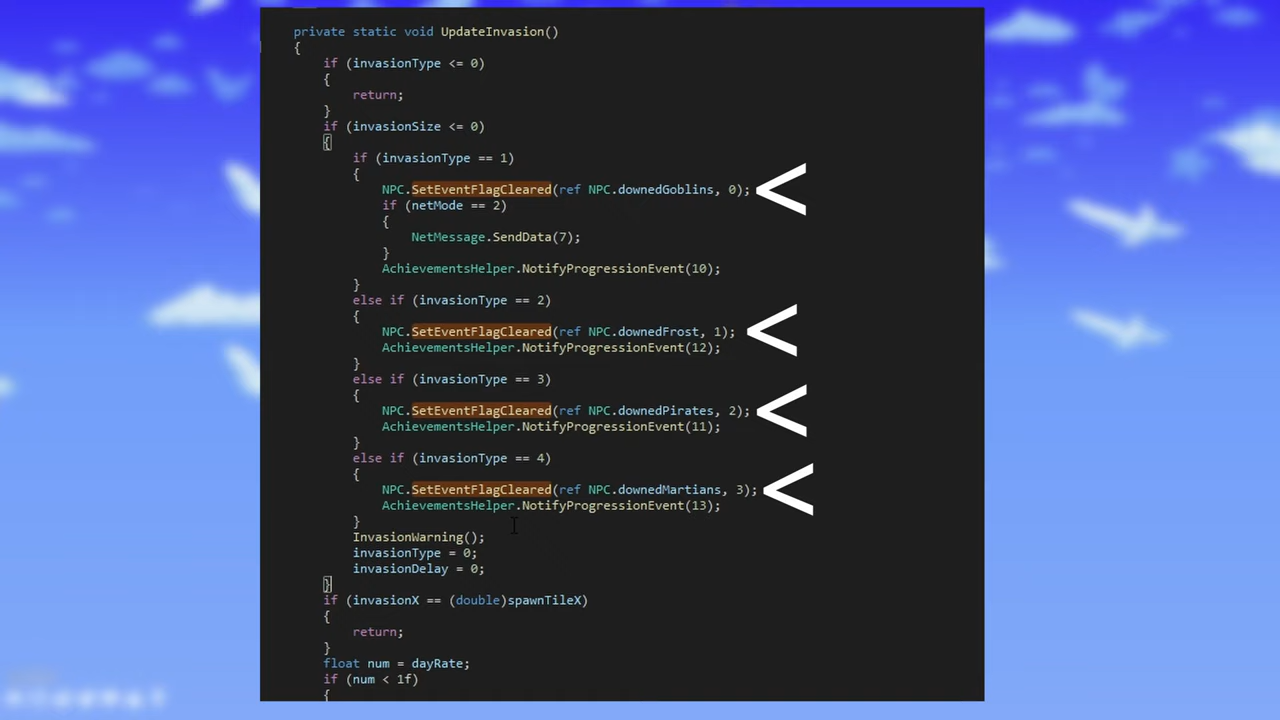 private static void UpdateInvasion()
{
if (invasionType <= 0)
{
return;
}
if (invasionSize <= 0)
{
if (invasionType == 1)
{
NPC.SetEventFlagCleared(ref NPC.downedGoblins, 0); <
if (netMode == 2)
{
NetMessage.SendData(7);
}
AchievementsHelper.NotifyProgressionEvent(10);
}
else if (invasionType == 2)
{
NPC.SetEventFlagCleared(ref NPC.downedFrost, 1); <
AchievementsHelper.NotifyProgressionEvent(12);
}
else if (invasionType == 3)
{
NPC.SetEventFlagCleared(ref NPC.downedPirates, 2); <
AchievementsHelper.NotifyProgressionEvent(11);
}
else if (invasionType == 4)
{
NPC.SetEventFlagCleared(ref NPC.downedMartians, 3); <
AchievementsHelper.NotifyProgressionEvent(13);
}
InvasionWarning();
invasionType = 0;
invasionDelay = 0;
}
if (invasionX == (double)spawnTileX)
{
return;
}
float num = dayRate;
if (num < 1f)
{